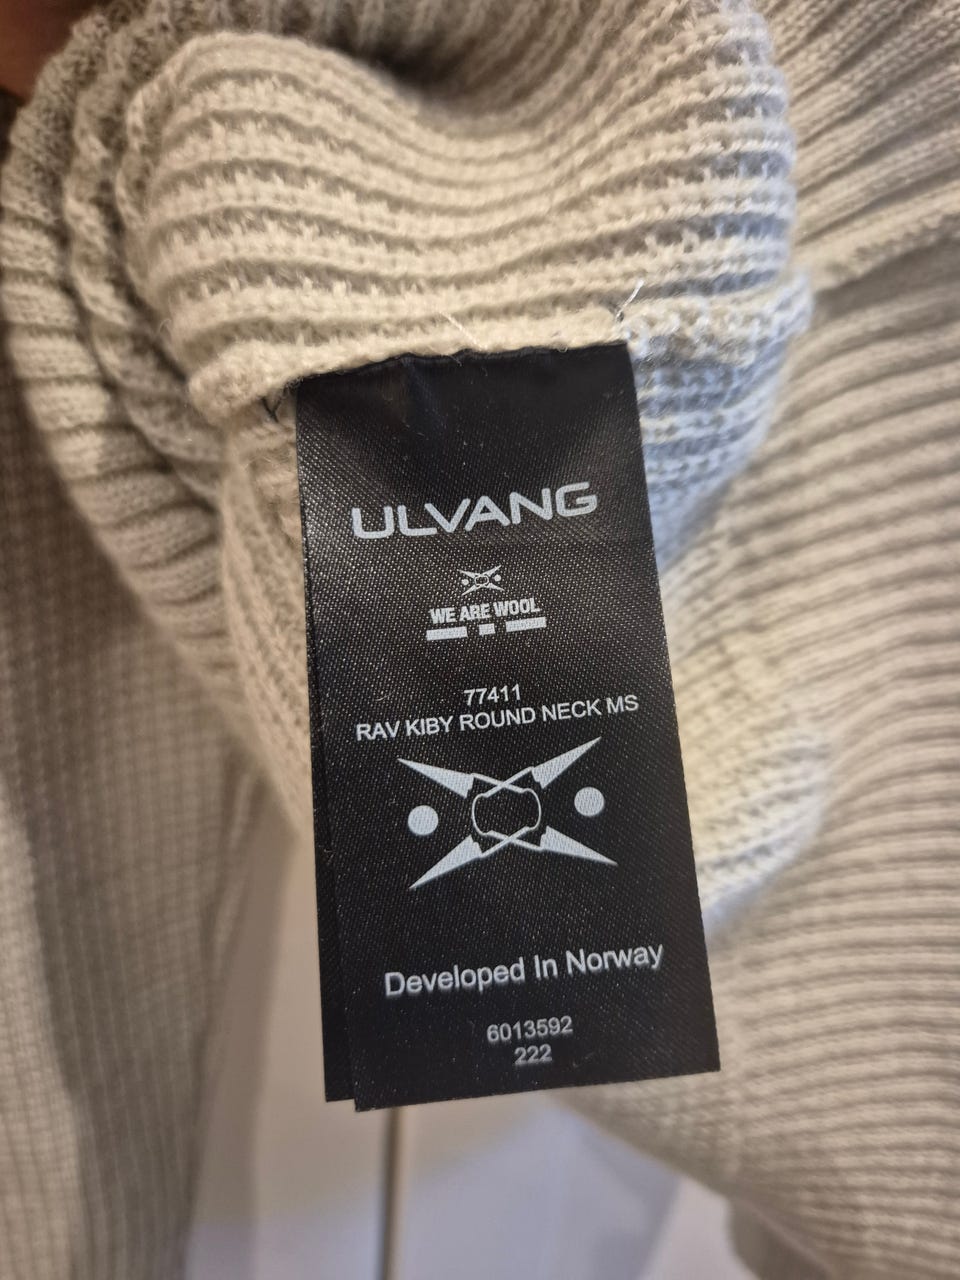 ULVANG
WE ARE WOOL
77411
RAV KIBY ROUND NECK MS
Developed In Norway
6013592
222